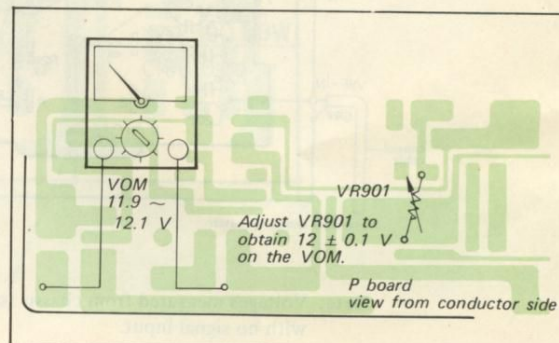 VOM
11.9 ~
12.1 V
VR901
Adjust VR901 to
obtain 12 ± 0.1 V
on the VOM.
P board
view from conductor side